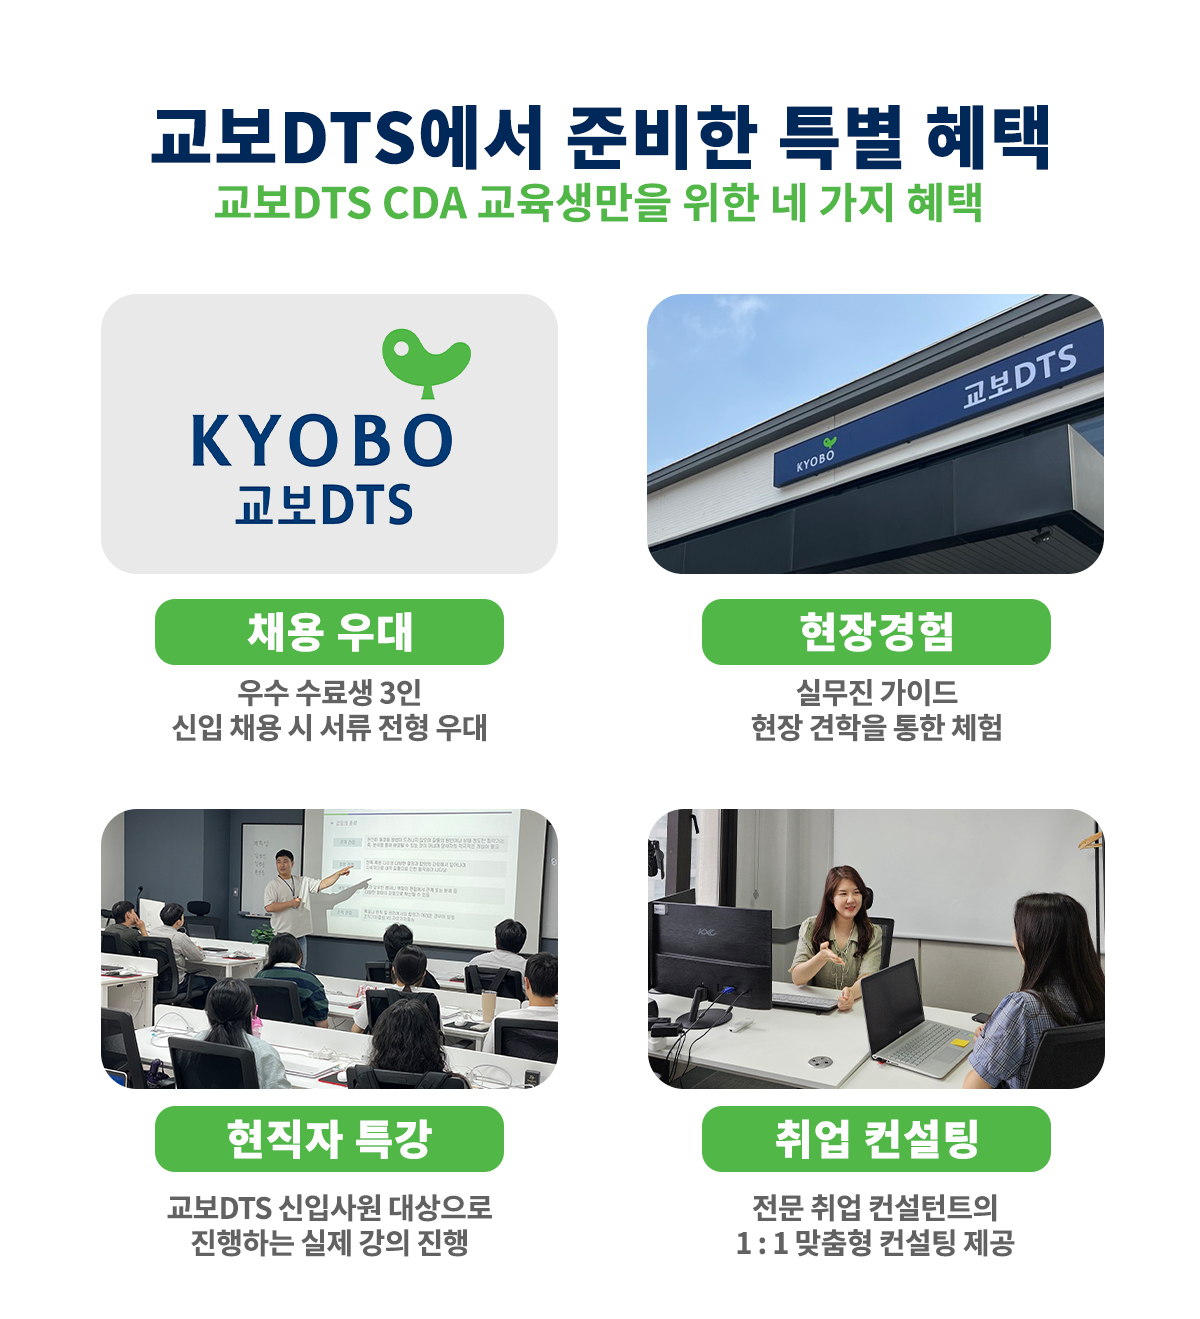 교보DTS에서 준비한 특별 혜택
교보DTS CDA 교육생만을 위한 네 가지 혜택
KYOBO
교보DTS
교보DTS
KYOBO
채용 우대
우수 수료생 3인
신입 채용 시 서류 전형 우대
현장경험
실무진 가이드
현장 견학을 통한 체험
현직자 특강
교보DTS 신입사원 대상으로
진행하는 실제 강의 진행
취업 컨설팅
전문 취업 컨설턴트의
1 : 1 맞춤형 컨설팅 제공